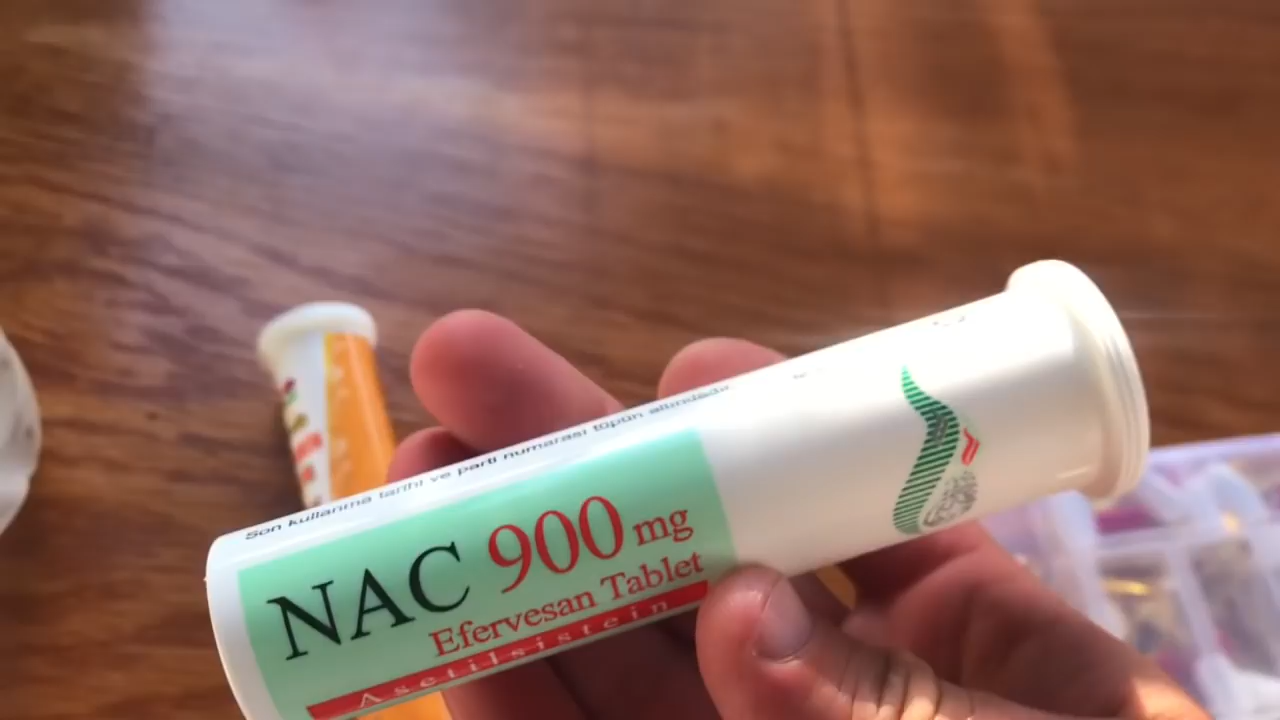 Son kullanma tarihi ve parti numarası tüpün altındadır.
NAC 900 mg
Efervesan Tablet
Asetilsistein